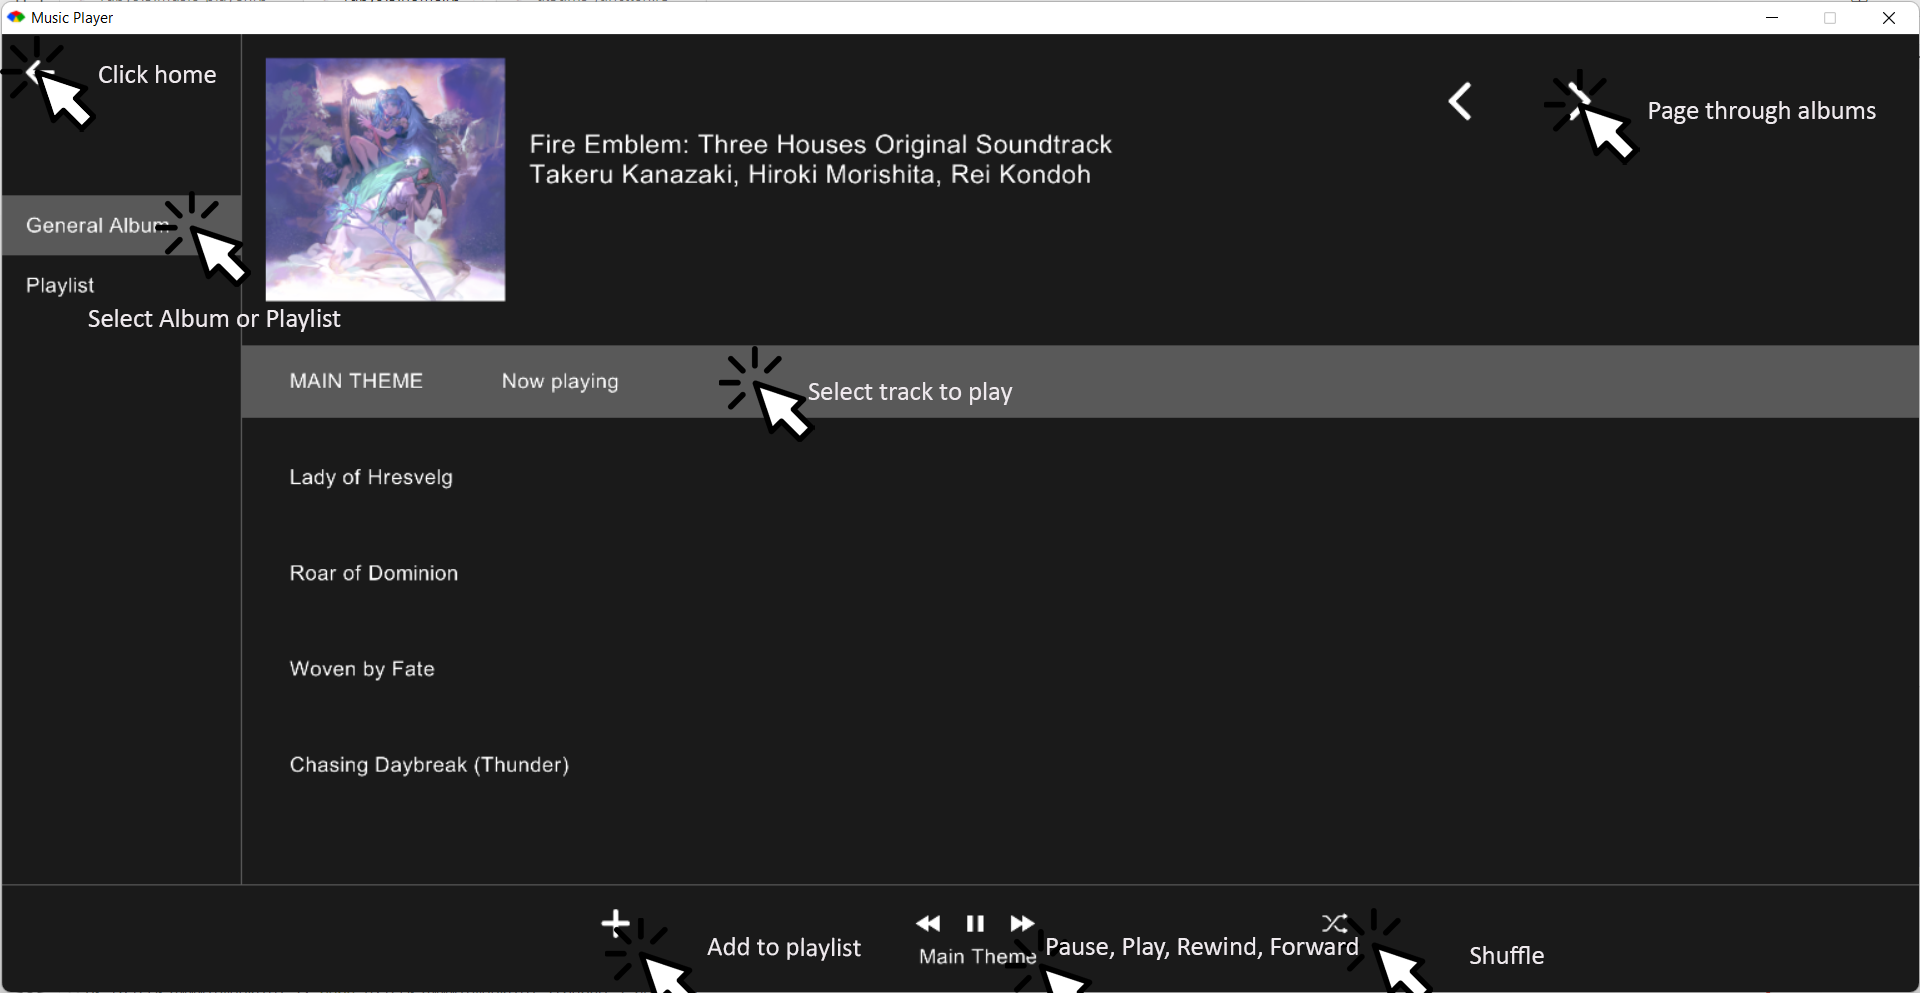 Music Player
Click home
Fire Emblem: Three Houses Original Soundtrack
Takeru Kanazaki, Hiroki Morishita, Rei Kondoh
Page through albums
General Album
Playlist
Select Album or Playlist
MAIN THEME Now playing
Select track to play
Lady of Hresvelg
Roar of Dominion
Woven by Fate
Chasing Daybreak (Thunder)
Add to playlist
Main Theme
Pause, Play, Rewind, Forward
Shuffle